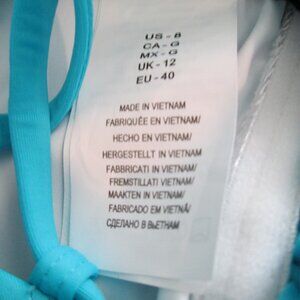 US - 8
CA - G
MX - G
UK - 12
EU - 40
MADE IN VIETNAM
FABRIQUÉE EN VIETNAM/
HECHO EN VIETNAM/
HERGESTELLT IN VIETNAM/
FABBRICATI IN VIETNAM/
FREMSTILLATI VIETNAM/
MAAKTEN IN VIETNAM/
FABRICADO EM VIETNÃ/
СДЕЛАНО В ВЬЕТНАМ